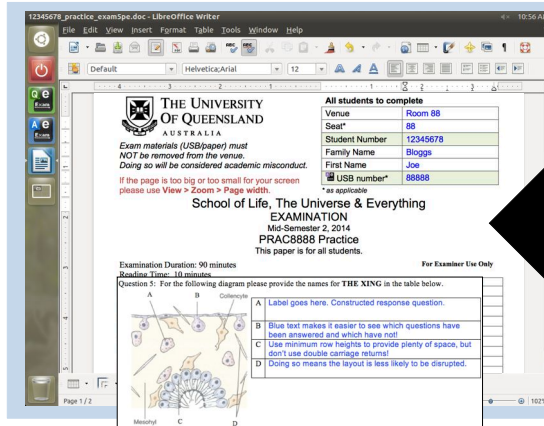 12345678_practice_exam5pe.doc - LibreOffice Writer
10:56 AM
File Edit View Insert Format Table Tools Window Help
Default
Helvetica;Arial
12
THE UNIVERSITY
OF QUEENSLAND
AUSTRALIA
Exam materials (USB/paper) must
NOT be removed from the venue.
Doing so will be considered academic misconduct.
If the page is too big or too small for your screen
please use View > Zoom > Page width.
All students to complete
Venue Room 88
Seat* 88
Student Number 12345678
Family Name Bloggs
First Name Joe
USB number* 88888
* as applicable
School of Life, The Universe & Everything
EXAMINATION
Mid-Semester 2, 2014
PRAC8888 Practice
This paper is for all students.
Examination Duration: 90 minutes
For Examiner Use Only
Reading Time: 10 minutes
Question 5: For the following diagram please provide the names for THE XING in the table below.
A B Collencyte
A Label goes here. Constructed response question.
B Blue text makes it easier to see which questions have
been answered and which have not!
C Use minimum row heights to provide plenty of space, but
don't use double carriage returns!
D Doing so means the layout is less likely to be disrupted.
Mesohyl C D
Page 1 / 2
102%